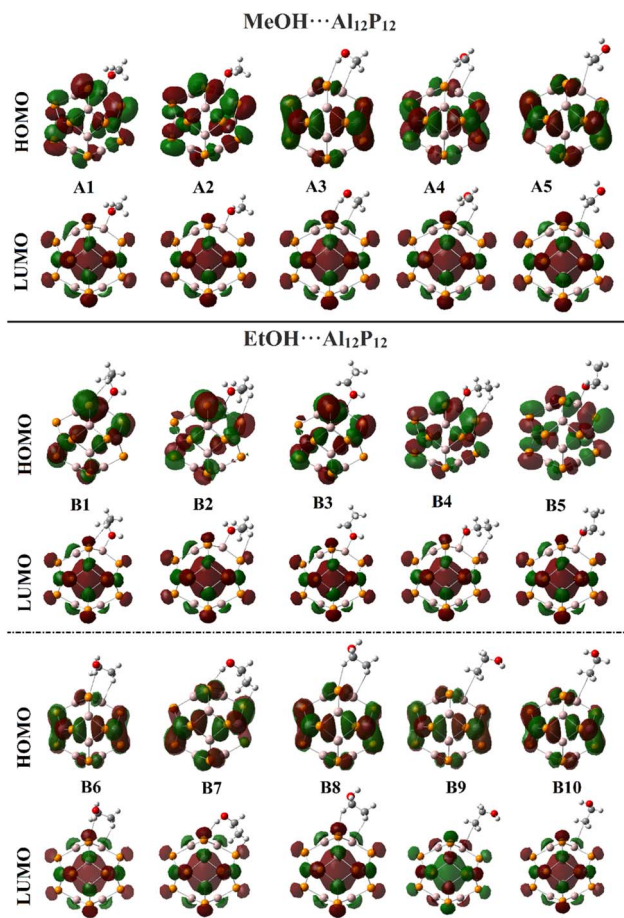 MeOH···Al₁₂P₁₂
HOMO
A1 A2 A3 A4 A5
LUMO
EtOH···Al₁₂P₁₂
HOMO
B1 B2 B3 B4 B5
LUMO
HOMO
B6 B7 B8 B9 B10
LUMO